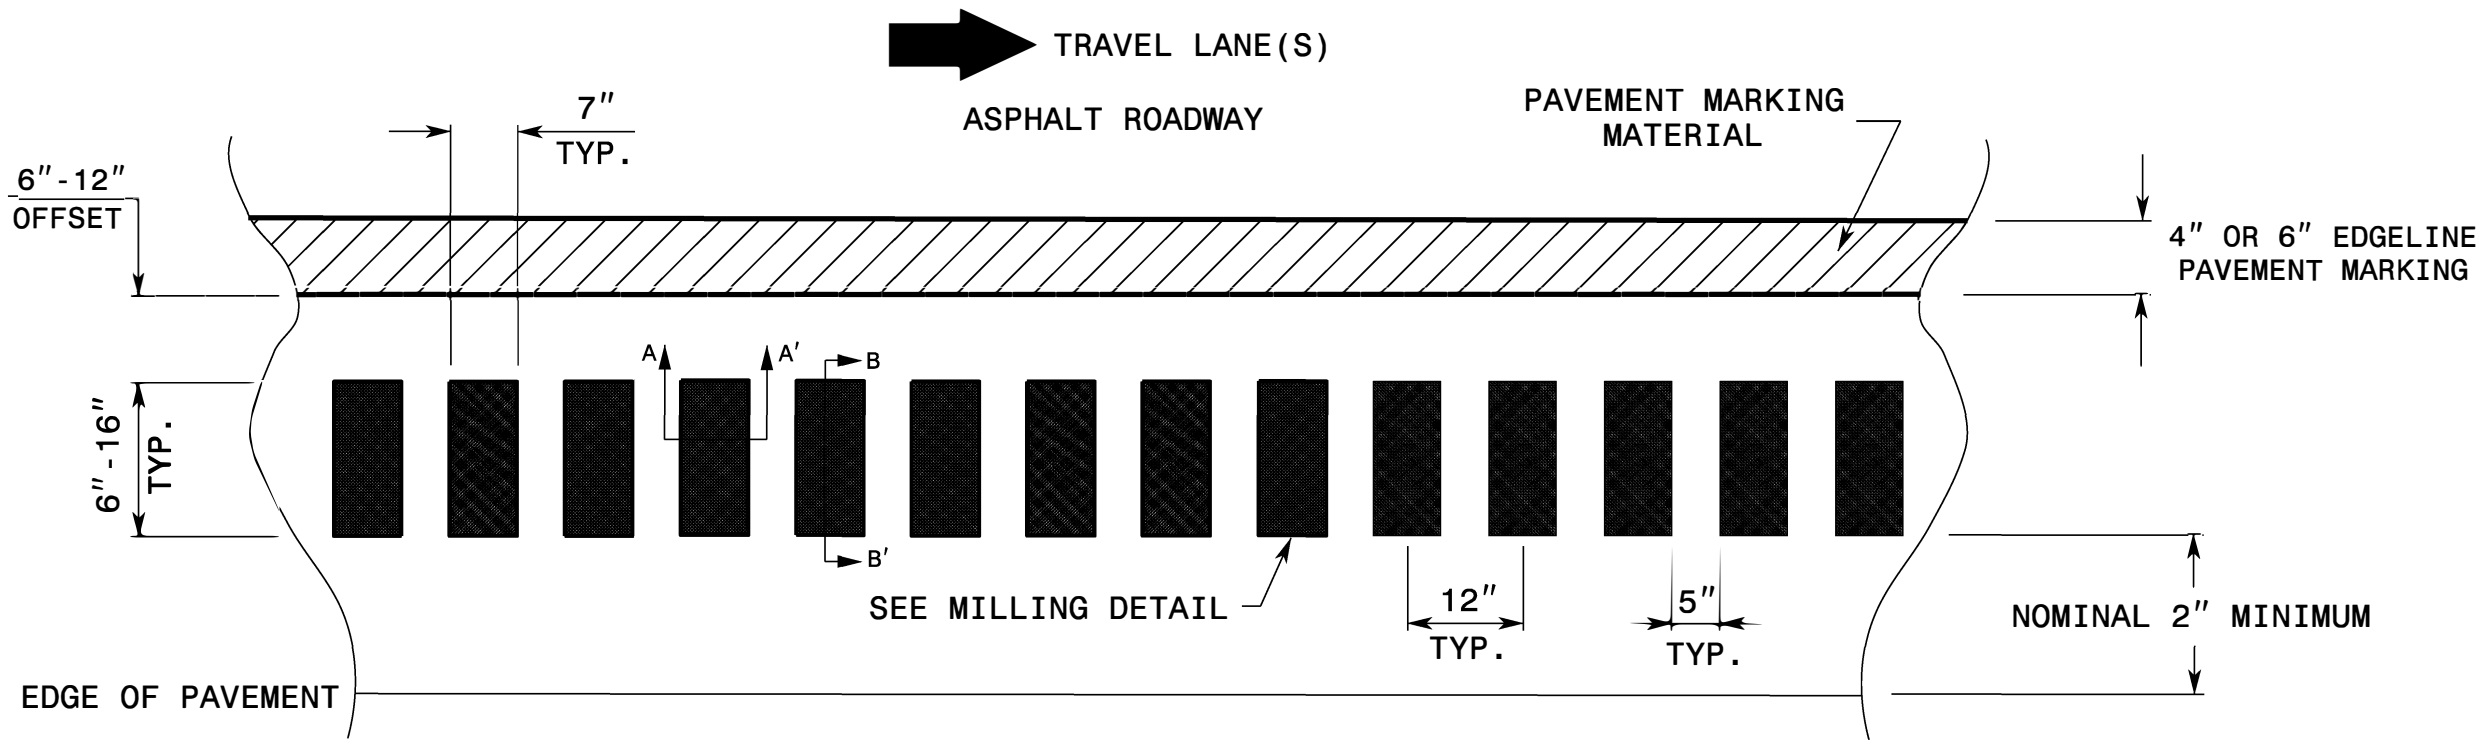 TRAVEL LANE(S)
ASPHALT ROADWAY
7"
TYP.
PAVEMENT MARKING
MATERIAL
6"-12"
OFFSET
4" OR 6" EDGELINE
PAVEMENT MARKING
A
A'
B
6"-16"
TYP.
B'
SEE MILLING DETAIL
12"
TYP.
5"
TYP.
NOMINAL 2" MINIMUM
EDGE OF PAVEMENT